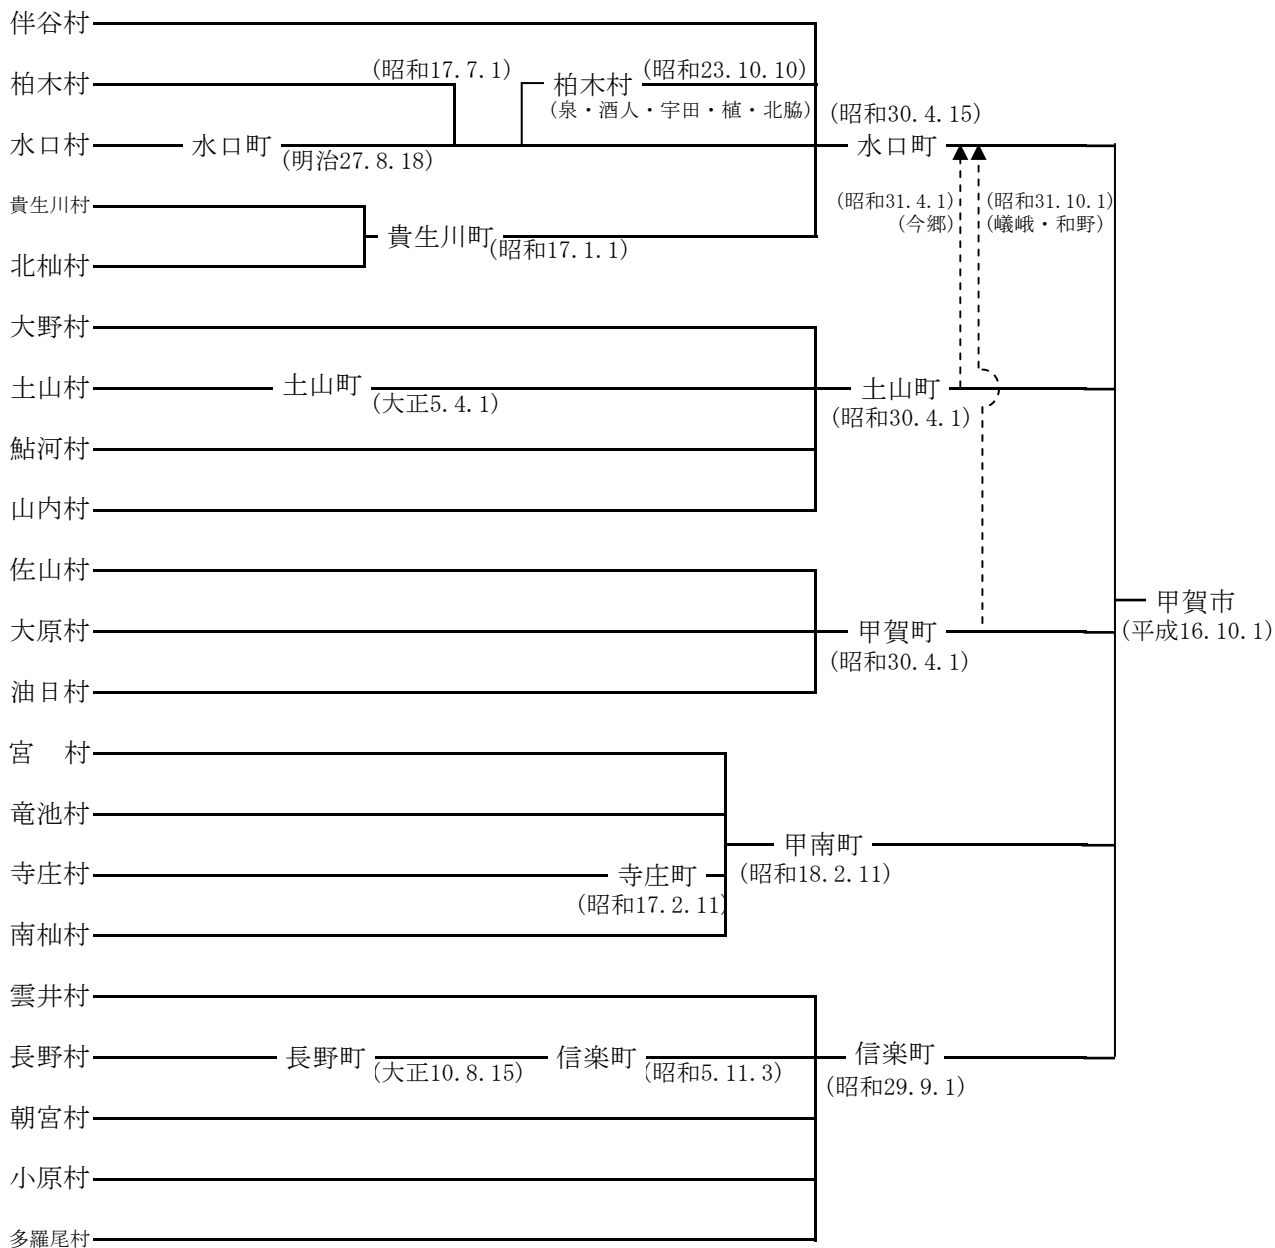 伴谷村
柏木村
(昭和17.7.1)
柏木村
(昭和23.10.10)
(泉・酒人・宇田・植・北脇)
水口村
水口町
(明治27.8.18)
(昭和30.4.15)
水口町
貴生川村
貴生川町
(昭和17.1.1)
(昭和31.4.1)
(今郷)
(昭和31.10.1)
(嶬峨・和野)
北杣村
大野村
土山村
土山町
(大正5.4.1)
土山町
(昭和30.4.1)
鮎河村
山内村
佐山村
大原村
甲賀町
(昭和30.4.1)
甲賀市
(平成16.10.1)
油日村
宮 村
竜池村
甲南町
(昭和18.2.11)
寺庄村
寺庄町
(昭和17.2.11)
南杣村
雲井村
長野村
長野町
(大正10.8.15)
信楽町
(昭和5.11.3)
信楽町
(昭和29.9.1)
朝宮村
小原村
多羅尾村